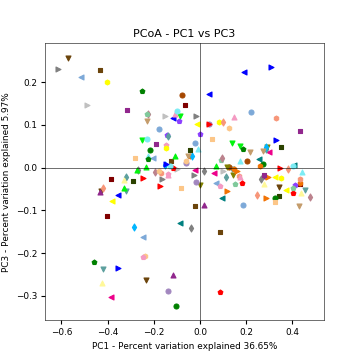 PCoA - PC1 vs PC3
PC3 - Percent variation explained 5.97%
0.2
0.1
0.0
−0.1
−0.2
−0.3
−0.6 −0.4 −0.2 0.0 0.2 0.4
PC1 - Percent variation explained 36.65%